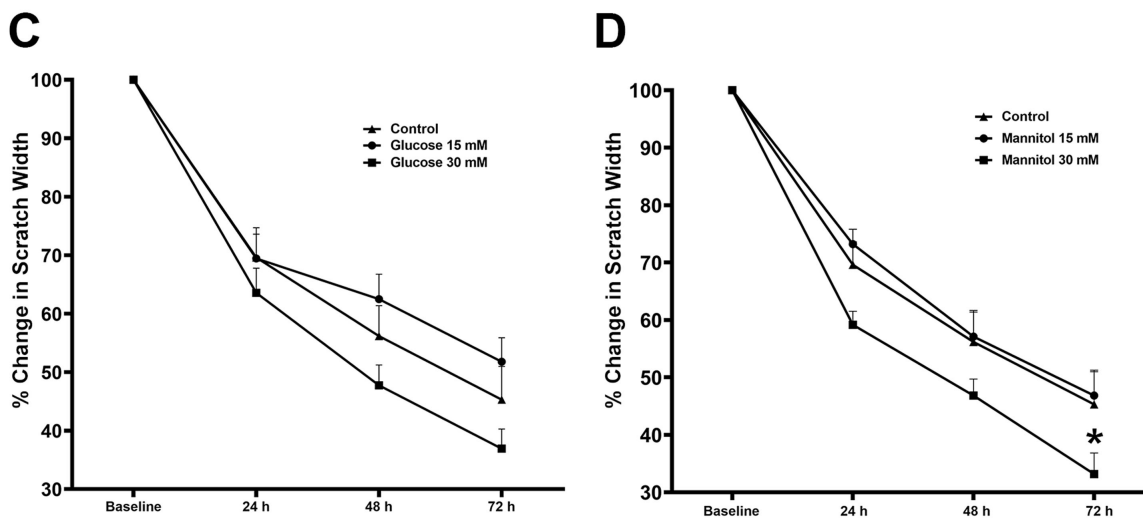 C
% Change in Scratch Width
100
90
80
70
60
50
40
30
Control
Glucose 15 mM
Glucose 30 mM
Baseline 24 h 48 h 72 h
D
% Change in Scratch Width
100
90
80
70
60
50
40
30
Control
Mannitol 15 mM
Mannitol 30 mM
*
Baseline 24 h 48 h 72 h